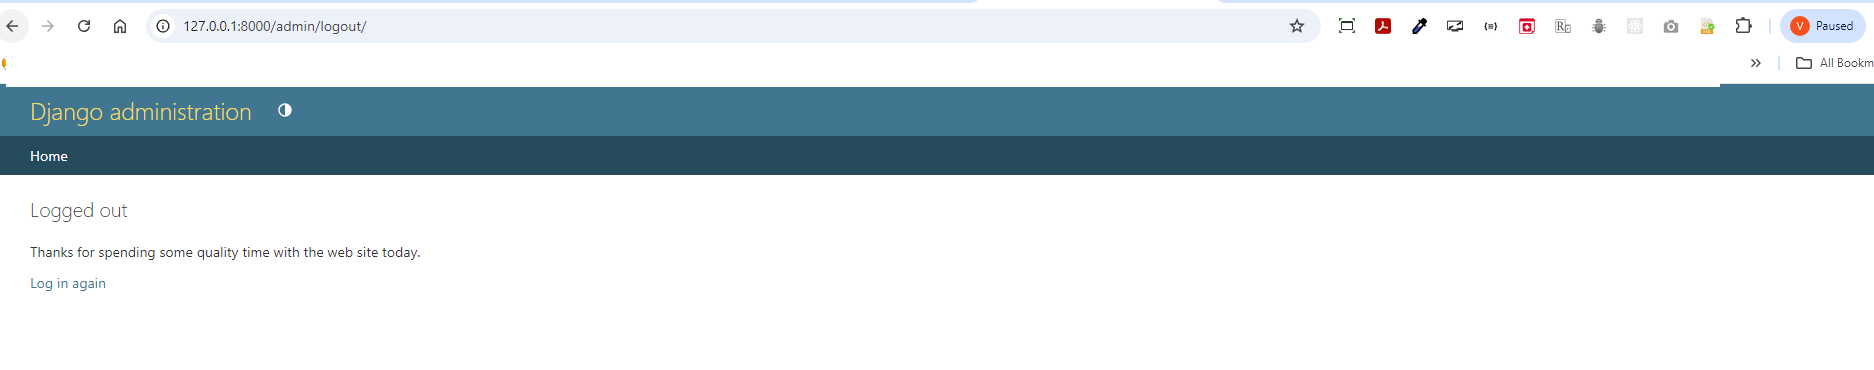 127.0.0.1:8000/admin/logout/
V Paused
All Bookm
Django administration
Home
Logged out
Thanks for spending some quality time with the web site today.
Log in again